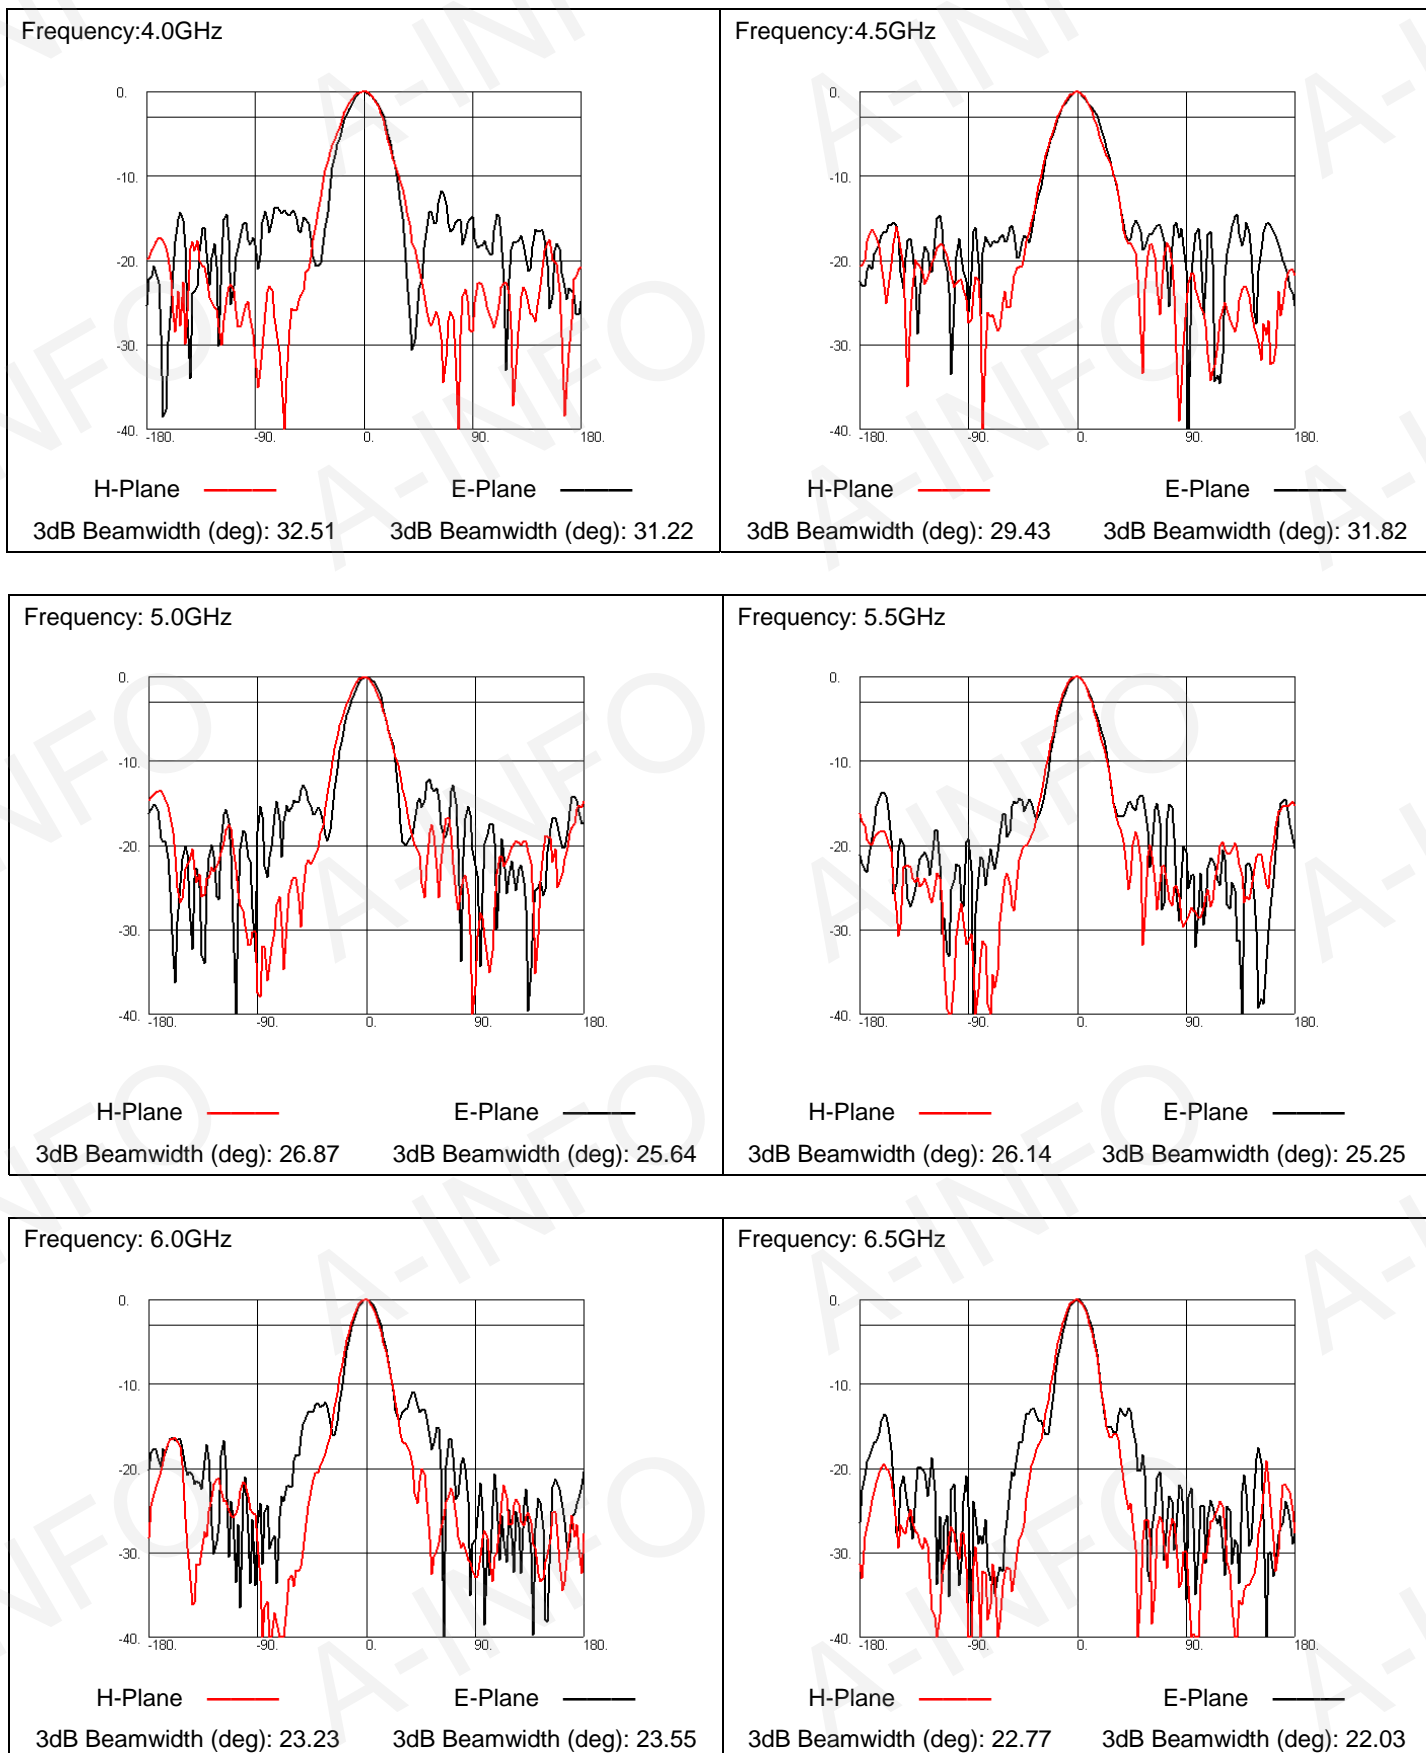 Frequency:4.0GHz
0.
-10.
-20.
-30.
-40.
-180.
-90.
0.
90.
180.
H-Plane
E-Plane
3dB Beamwidth (deg): 32.51
3dB Beamwidth (deg): 31.22
Frequency:4.5GHz
0.
-10.
-20.
-30.
-40.
-180.
-90.
0.
90.
180.
H-Plane
E-Plane
3dB Beamwidth (deg): 29.43
3dB Beamwidth (deg): 31.82
Frequency: 5.0GHz
0.
-10.
-20.
-30.
-40.
-180.
-90.
0.
90.
180.
H-Plane
E-Plane
3dB Beamwidth (deg): 26.87
3dB Beamwidth (deg): 25.64
Frequency: 5.5GHz
0.
-10.
-20.
-30.
-40.
-180.
-90.
0.
90.
180.
H-Plane
E-Plane
3dB Beamwidth (deg): 26.14
3dB Beamwidth (deg): 25.25
Frequency: 6.0GHz
0.
-10.
-20.
-30.
-40.
-180.
-90.
0.
90.
180.
H-Plane
E-Plane
3dB Beamwidth (deg): 23.23
3dB Beamwidth (deg): 23.55
Frequency: 6.5GHz
0.
-10.
-20.
-30.
-40.
-180.
-90.
0.
90.
180.
H-Plane
E-Plane
3dB Beamwidth (deg): 22.77
3dB Beamwidth (deg): 22.03
A-INFO